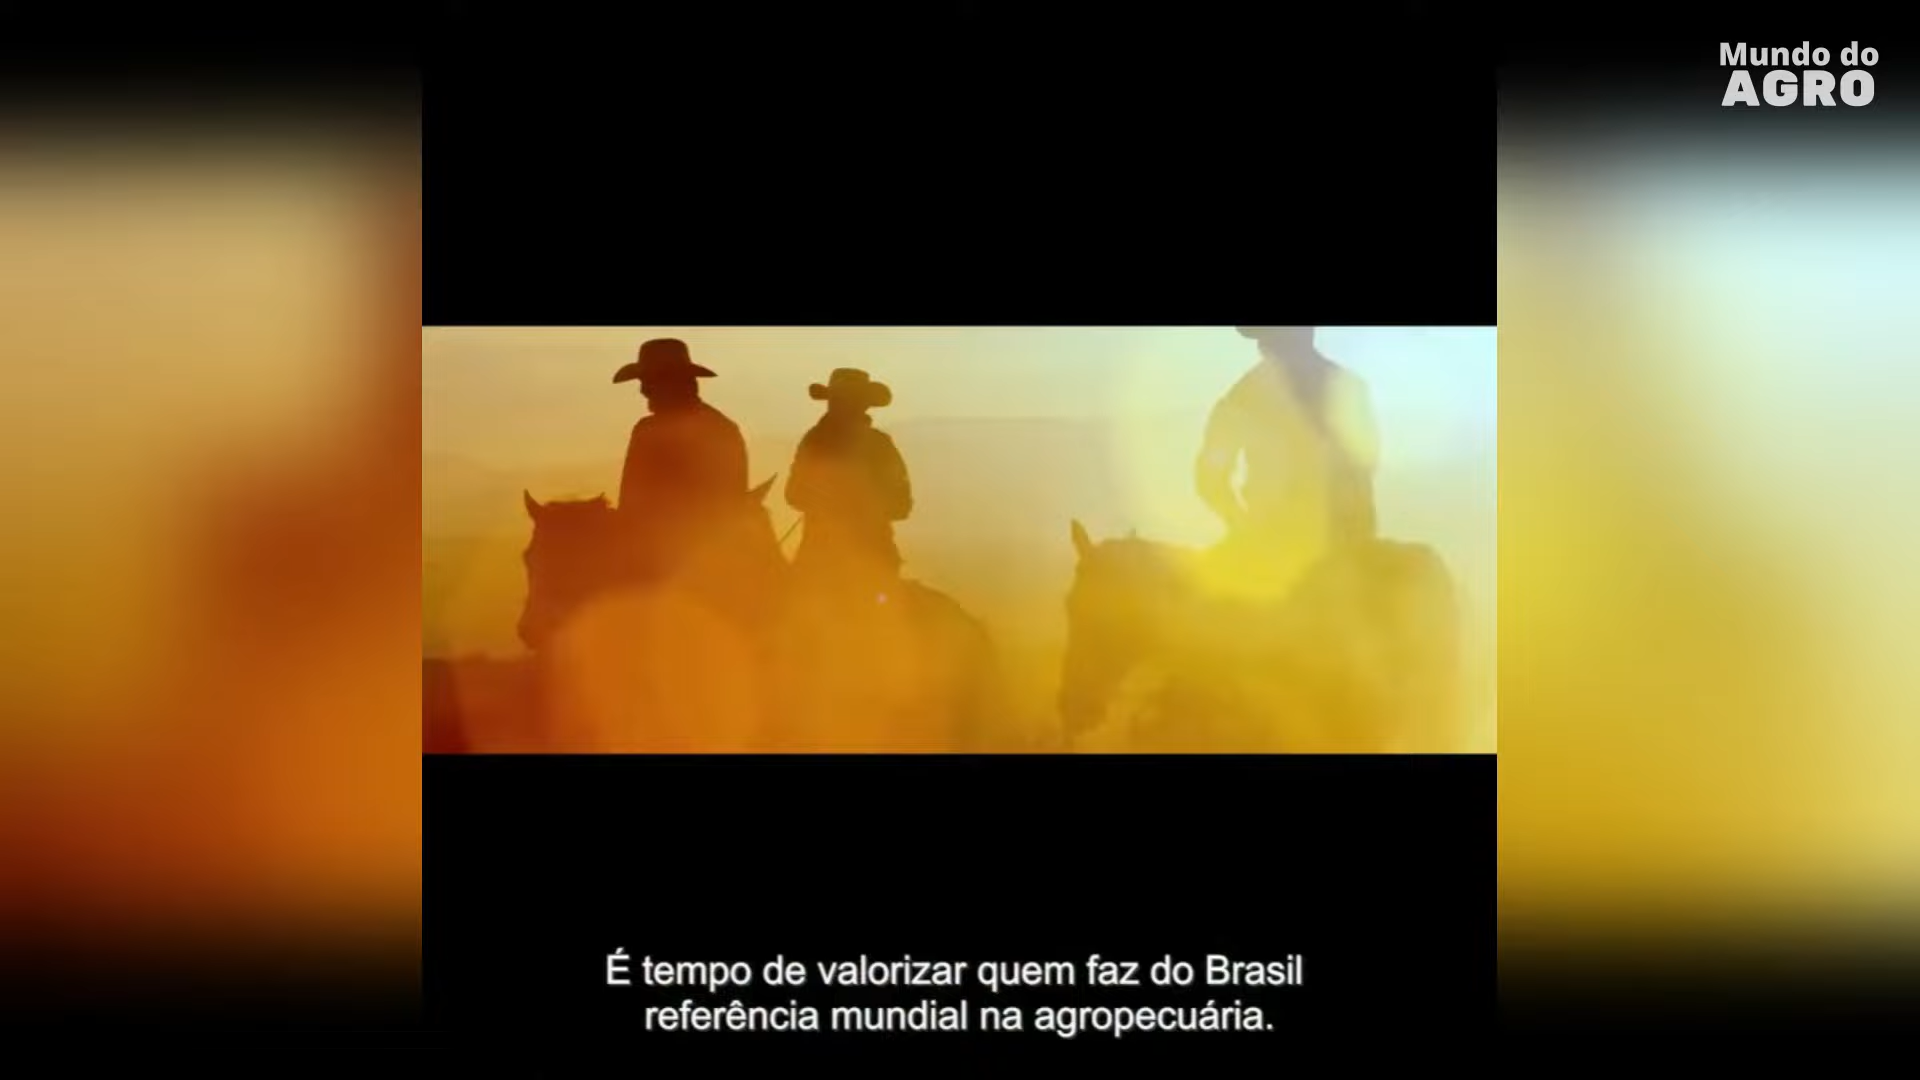 Mundo do
AGRO
É tempo de valorizar quem faz do Brasil
referência mundial na agropecuária.